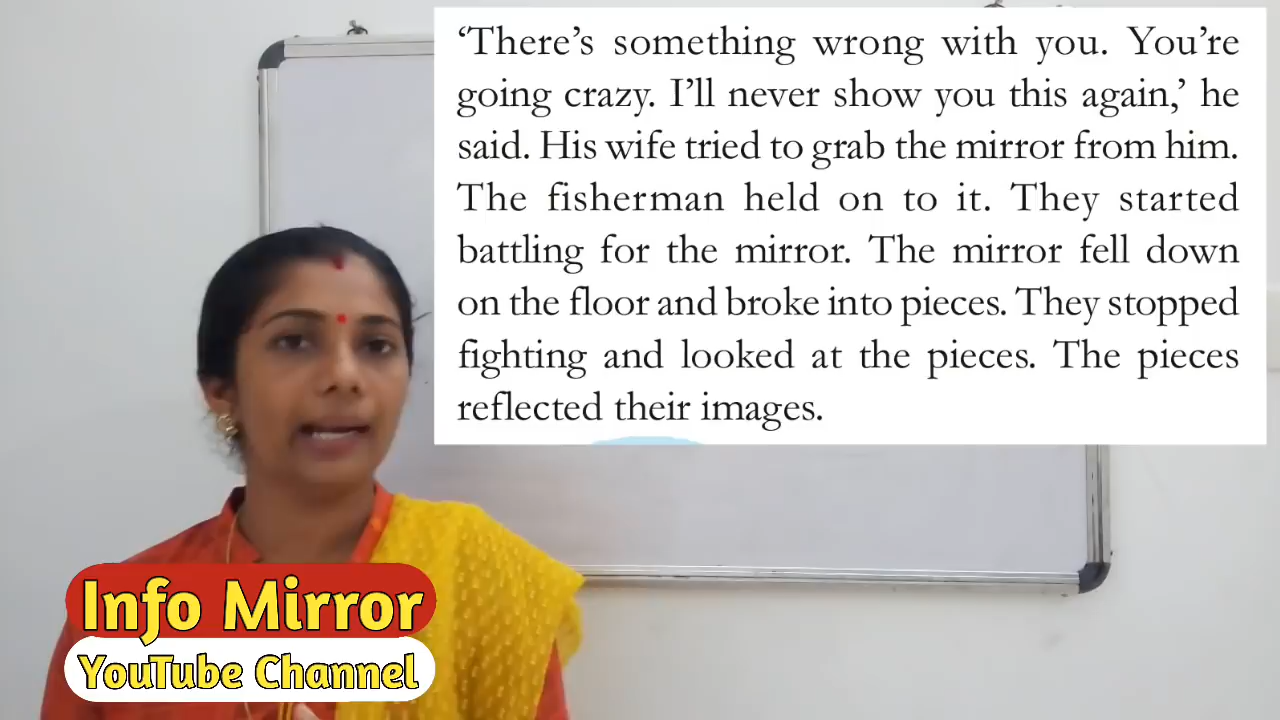 ‘There’s something wrong with you. You’re
going crazy. I’ll never show you this again,’ he
said. His wife tried to grab the mirror from him.
The fisherman held on to it. They started
battling for the mirror. The mirror fell down
on the floor and broke into pieces. They stopped
fighting and looked at the pieces. The pieces
reflected their images.
Info Mirror
YouTube Channel